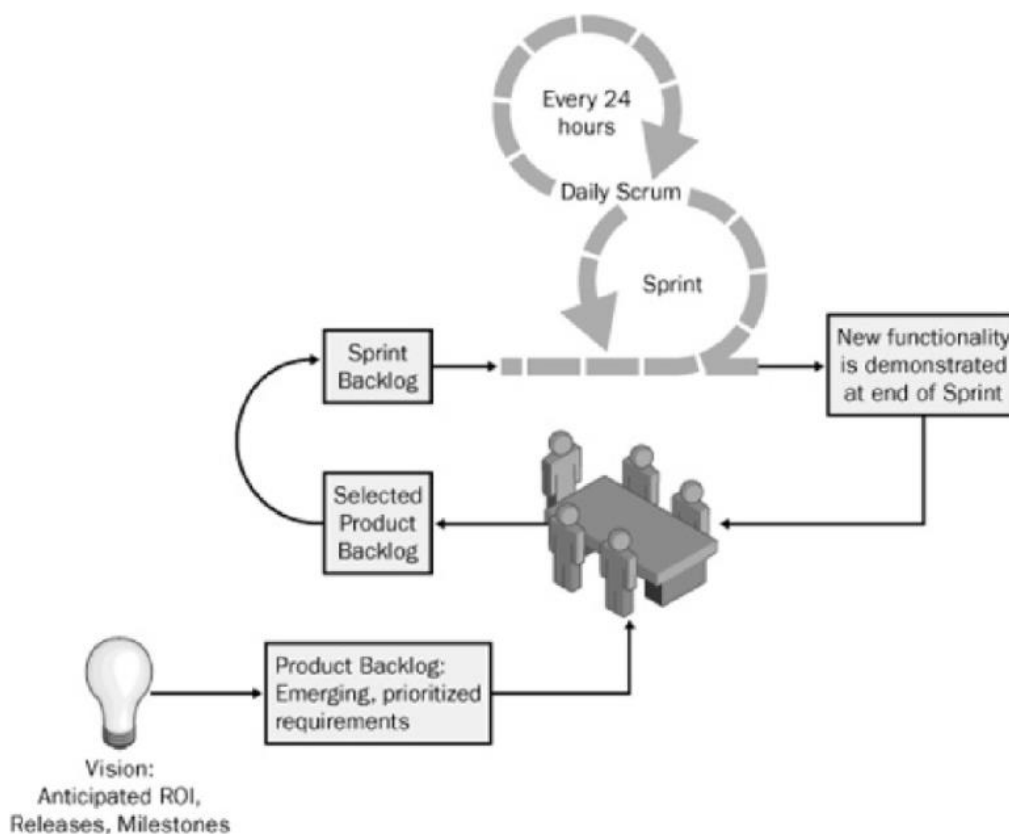 Every 24
hours
Daily Scrum
Sprint
Sprint
Backlog
New functionality
is demonstrated
at end of Sprint
Selected
Product
Backlog
Product Backlog:
Emerging, prioritized
requirements
Vision:
Anticipated ROI,
Releases, Milestones